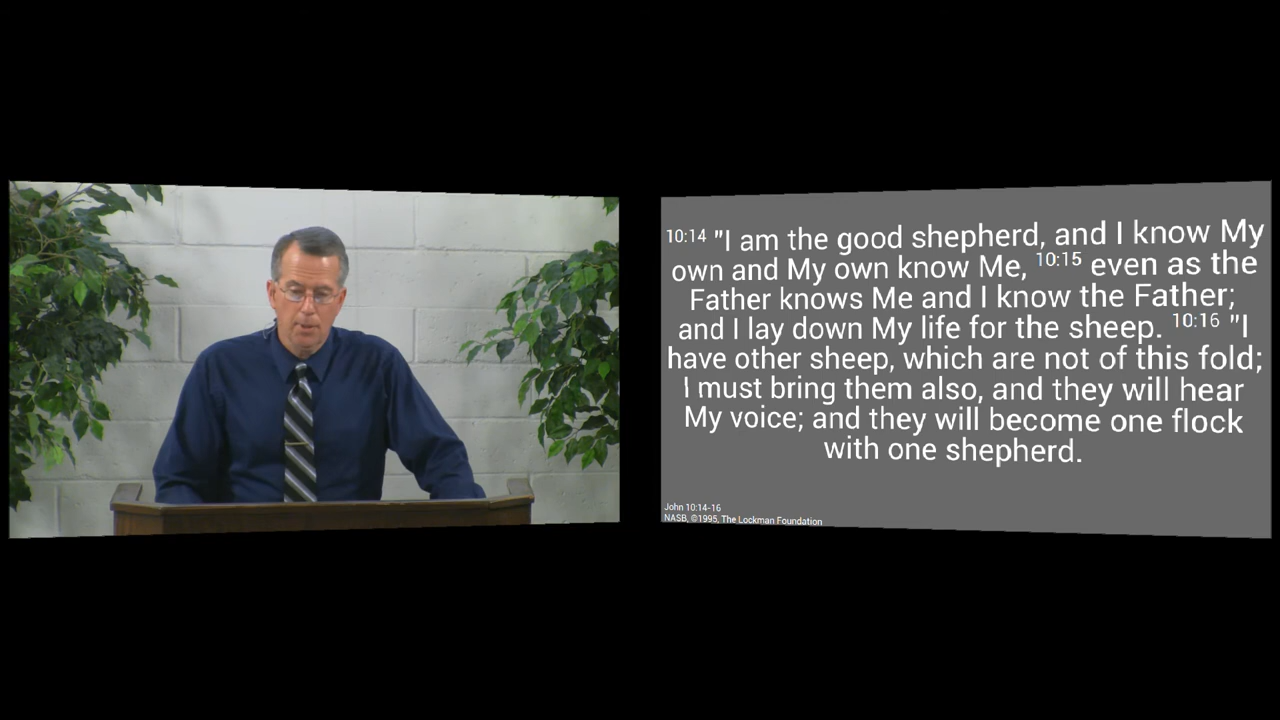 10:14 "I am the good shepherd, and I know My
own and My own know Me, 10:15 even as the
Father knows Me and I know the Father;
and I lay down My life for the sheep. 10:16 "I
have other sheep, which are not of this fold;
I must bring them also, and they will hear
My voice; and they will become one flock
with one shepherd.
John 10:14-16
NASB, ©1995, The Lockman Foundation